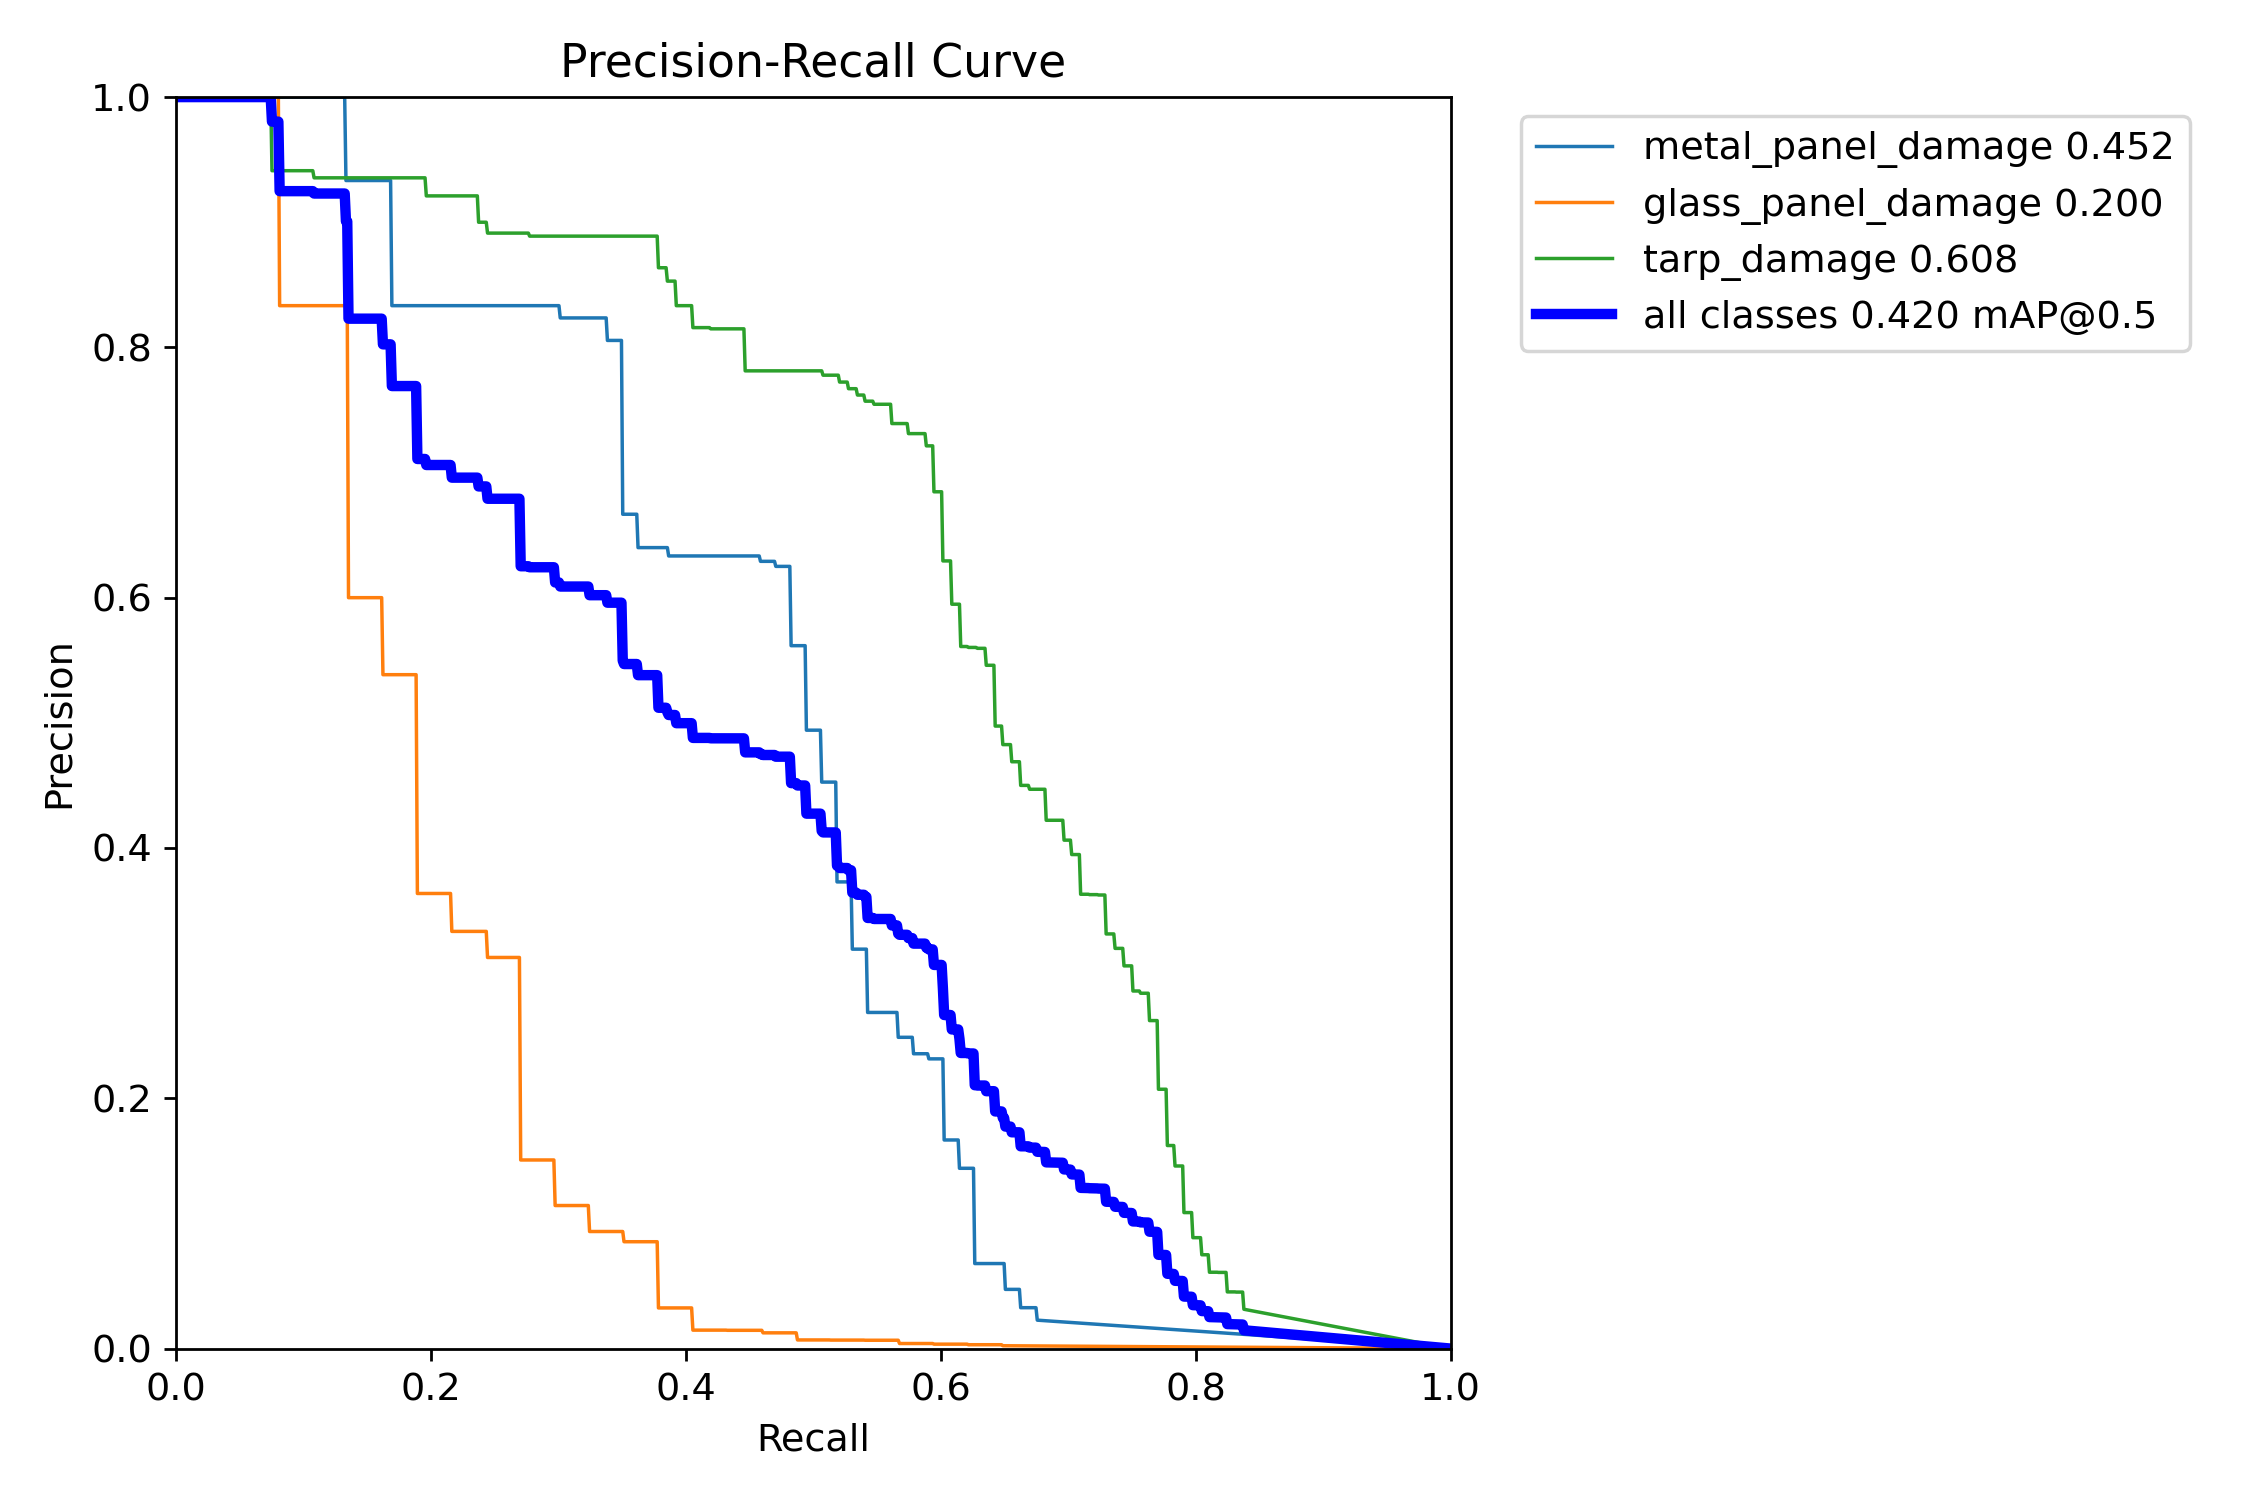 Precision-Recall Curve
1.0
0.8
0.6
0.4
0.2
0.0
Precision
0.0 0.2 0.4 0.6 0.8 1.0
Recall
metal_panel_damage 0.452
glass_panel_damage 0.200
tarp_damage 0.608
all classes 0.420 mAP@0.5